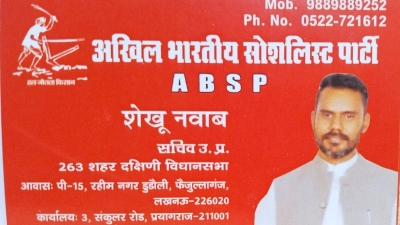 Mob. 9889889252
Ph. No. 0522-721612
अखिल भारतीय सोशलिस्ट पार्टी
A B S P
हल जोतता किसान
शेखू नवाब
सचिव उ.प्र.
263 शहर दक्षिणी विधानसभा
आवासः पी-15, रहीम नगर डुडौली, फैजुल्लागंज,
लखनऊ-226020
कार्यालयः 3, संकुलर रोड, प्रयागराज-211001